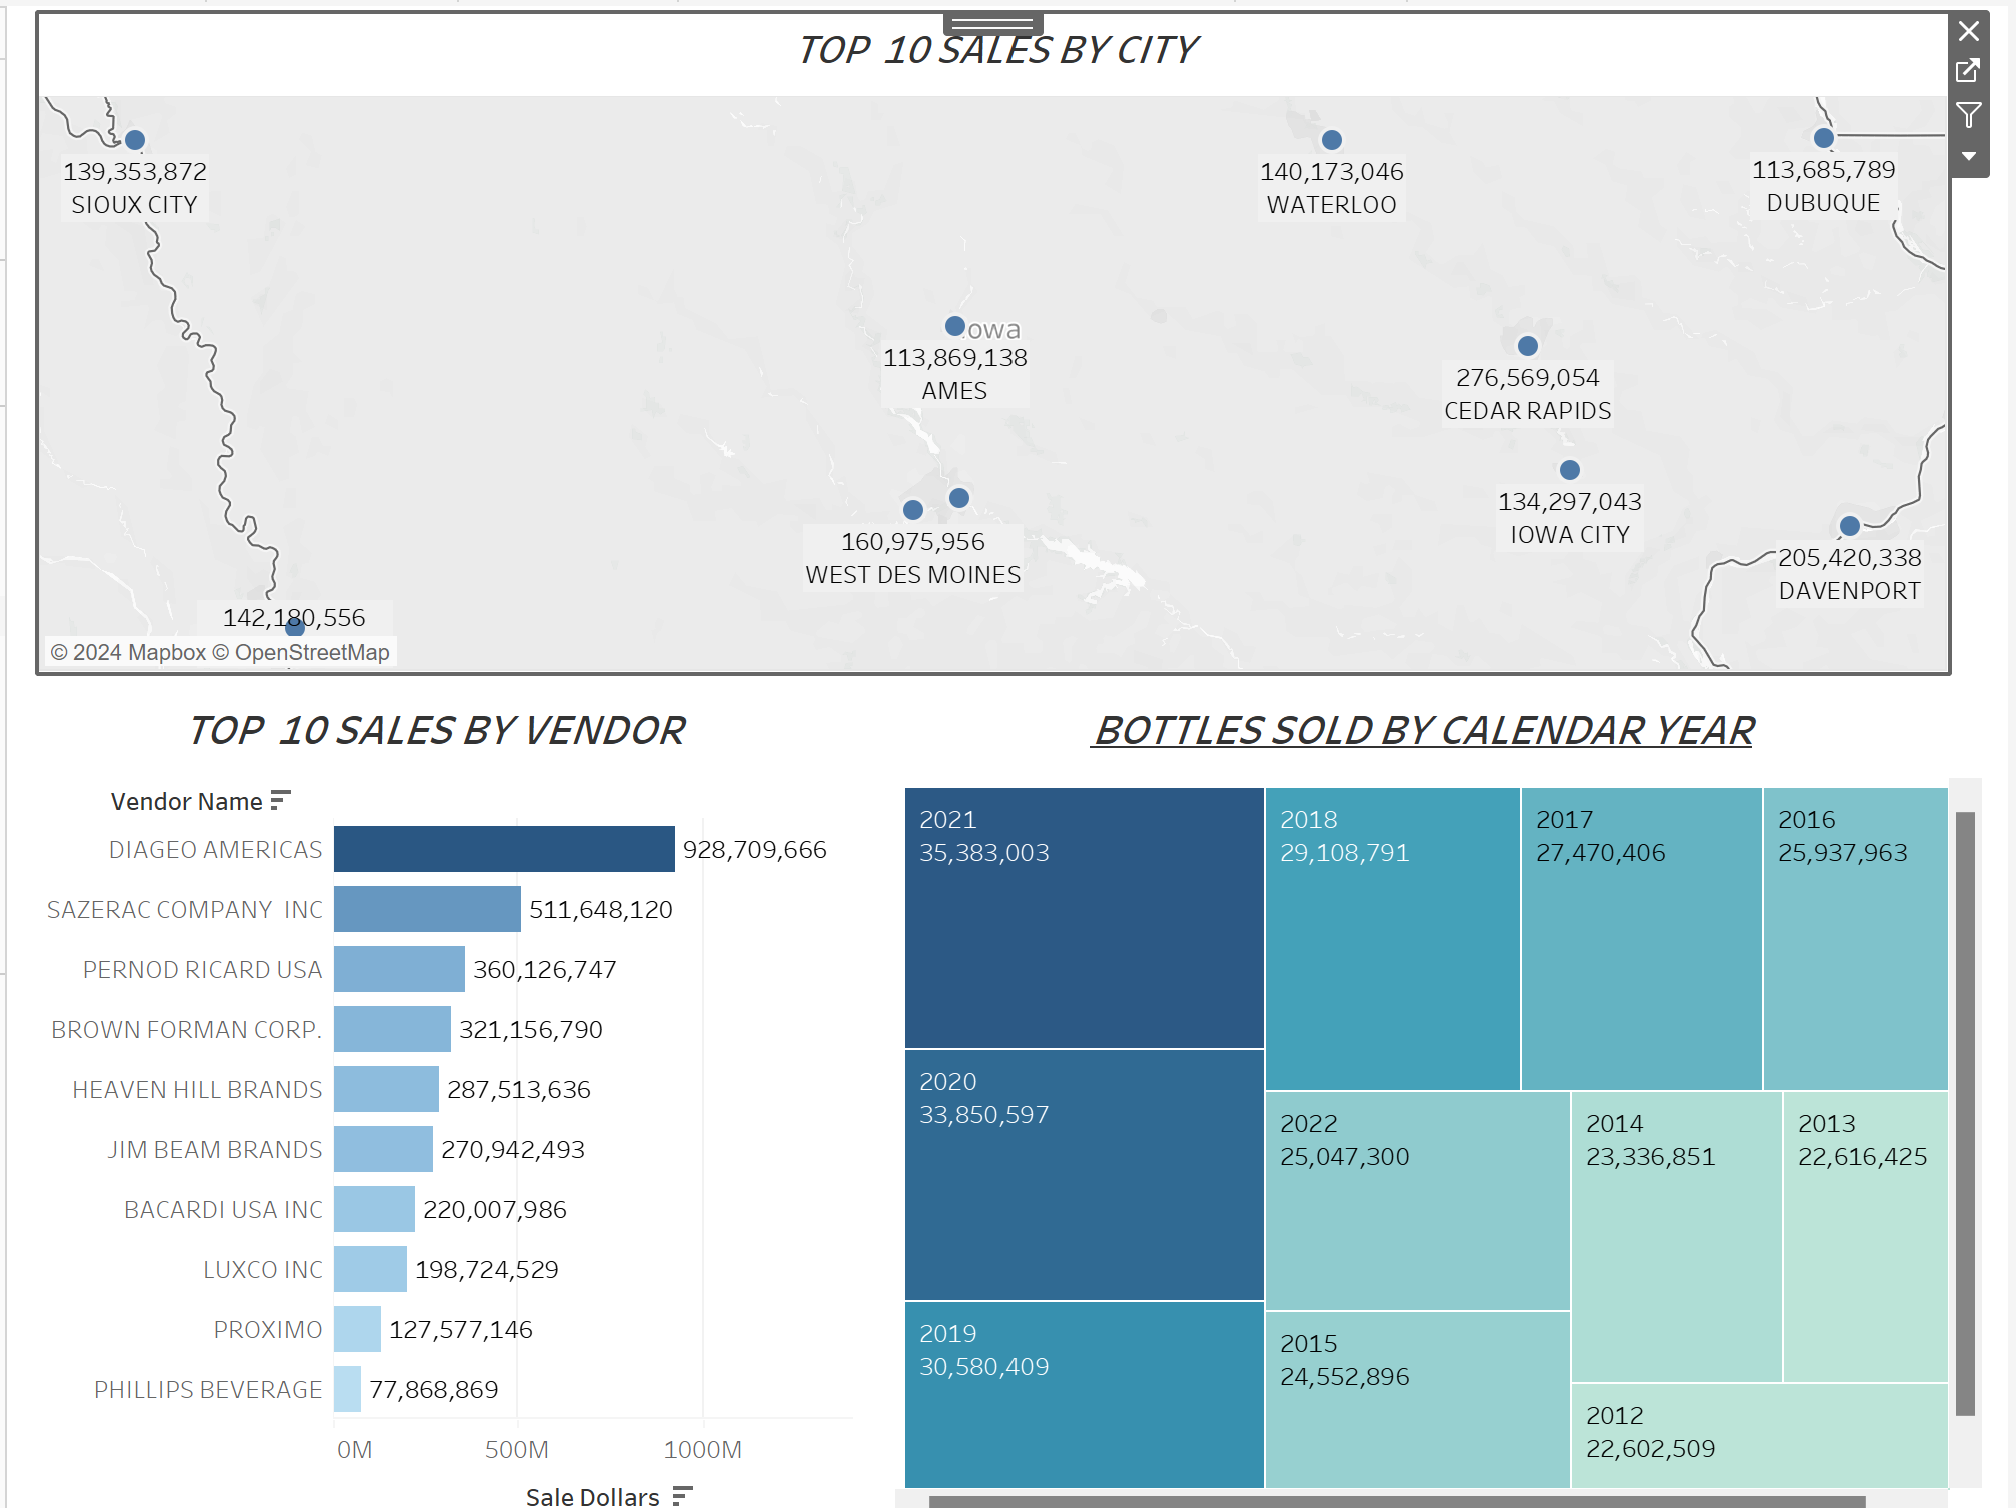 TOP 10 SALES BY CITY
139,353,872
SIOUX CITY
140,173,046
WATERLOO
113,685,789
DUBUQUE
Iowa
113,869,138
AMES
276,569,054
CEDAR RAPIDS
134,297,043
IOWA CITY
160,975,956
WEST DES MOINES
205,420,338
DAVENPORT
142,180,556
© 2024 Mapbox © OpenStreetMap
TOP 10 SALES BY VENDOR
Vendor Name
DIAGEO AMERICAS 928,709,666
SAZERAC COMPANY INC 511,648,120
PERNOD RICARD USA 360,126,747
BROWN FORMAN CORP. 321,156,790
HEAVEN HILL BRANDS 287,513,636
JIM BEAM BRANDS 270,942,493
BACARDI USA INC 220,007,986
LUXCO INC 198,724,529
PROXIMO 127,577,146
PHILLIPS BEVERAGE 77,868,869
0M 500M 1000M
Sale Dollars
BOTTLES SOLD BY CALENDAR YEAR
2021
35,383,003
2018
29,108,791
2017
27,470,406
2016
25,937,963
2020
33,850,597
2022
25,047,300
2014
23,336,851
2013
22,616,425
2019
30,580,409
2015
24,552,896
2012
22,602,509